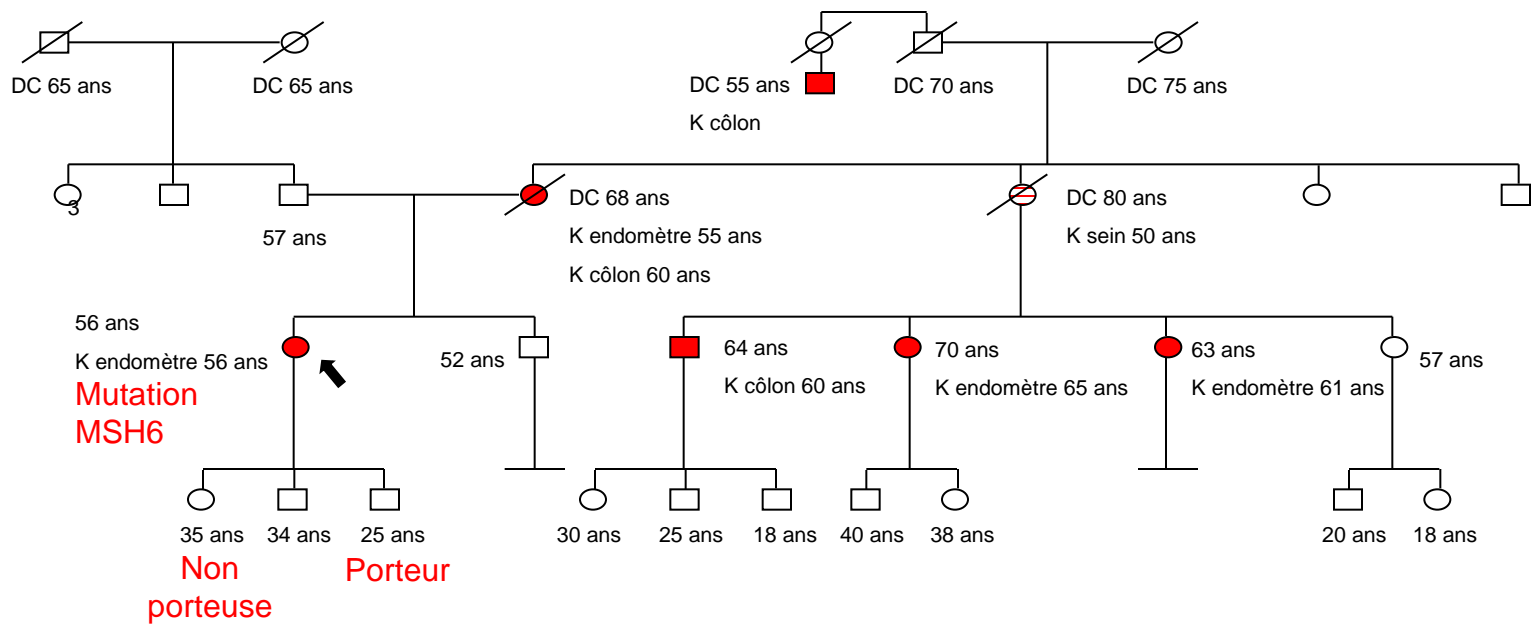 DC 65 ans
DC 65 ans
DC 55 ans
K côlon
DC 70 ans
DC 75 ans
3
57 ans
DC 68 ans
K endomètre 55 ans
K côlon 60 ans
DC 80 ans
K sein 50 ans
56 ans
K endomètre 56 ans
Mutation
MSH6
52 ans
64 ans
K côlon 60 ans
70 ans
K endomètre 65 ans
63 ans
K endomètre 61 ans
57 ans
35 ans
Non
porteuse
34 ans
25 ans
Porteur
30 ans
25 ans
18 ans
40 ans
38 ans
20 ans
18 ans